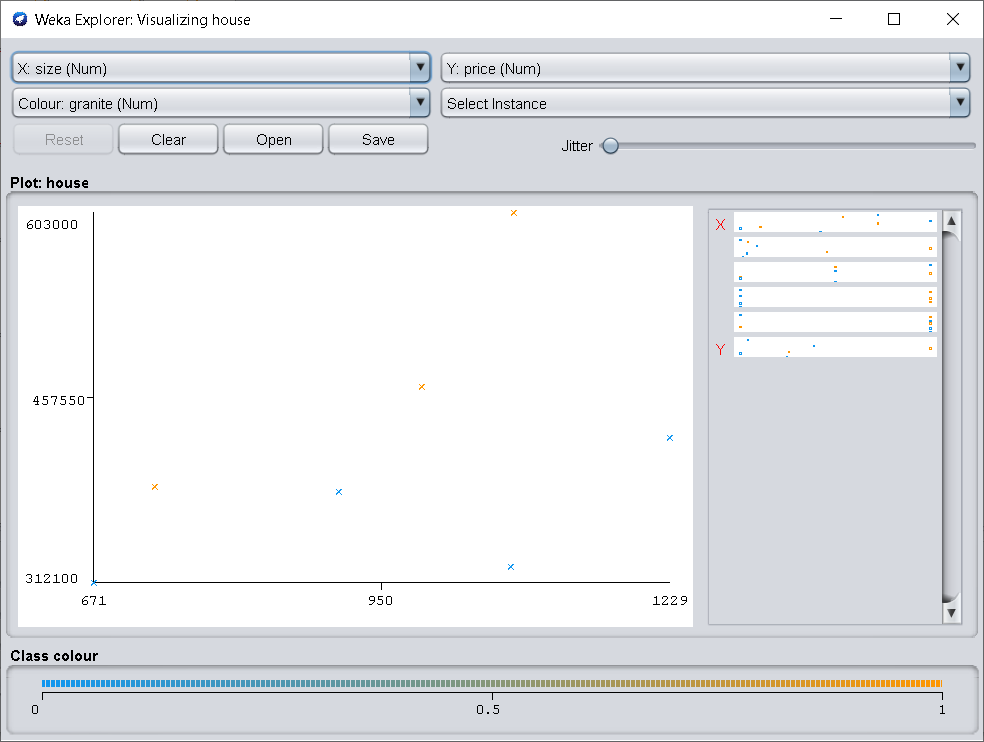 Weka Explorer: Visualizing house
X: size (Num)
Y: price (Num)
Colour: granite (Num)
Select Instance
Reset
Clear
Open
Save
Jitter
Plot: house
603000
457550
312100
671
950
1229
X
Y
Class colour
0
0.5
1